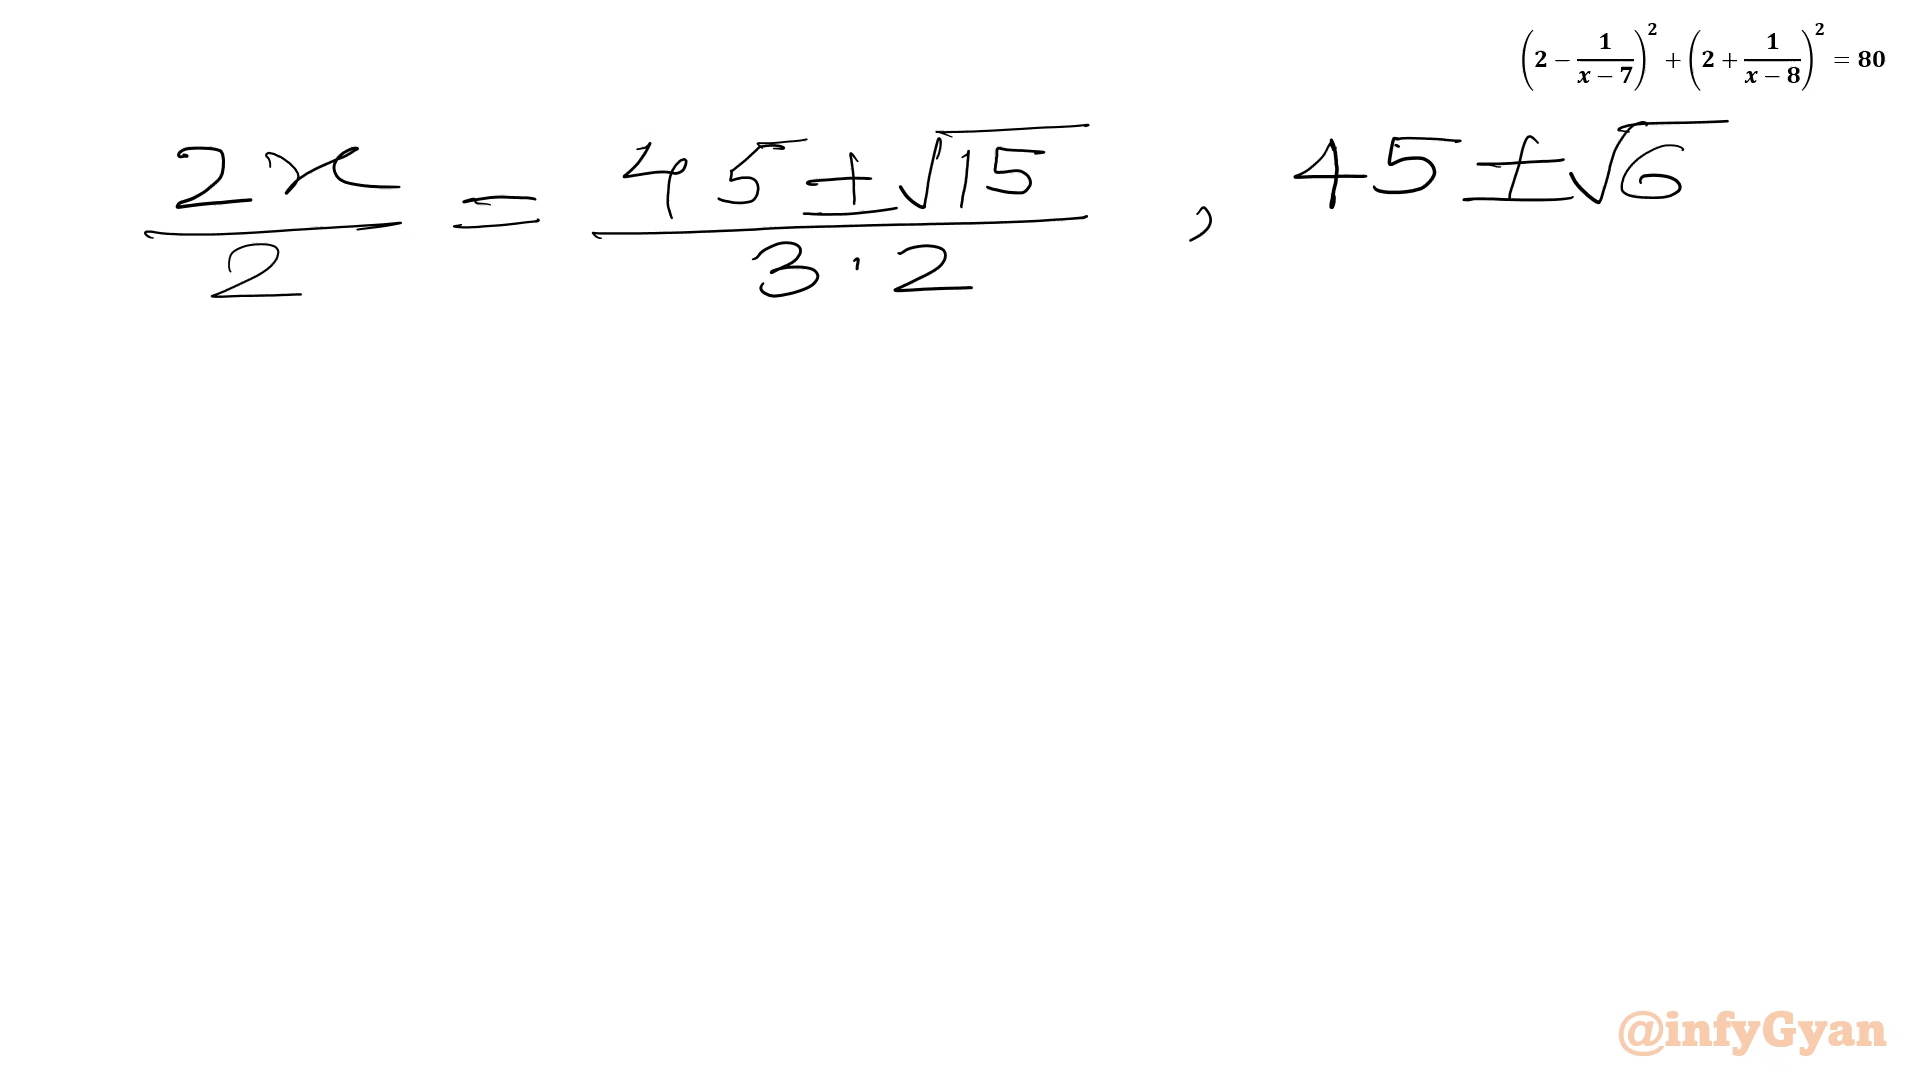 (2 − 1/(x − 7))² + (2 + 1/(x − 8))² = 80
2x/2 = (45 ± √15)/(3 · 2) , 45 ± √6
@infyGyan